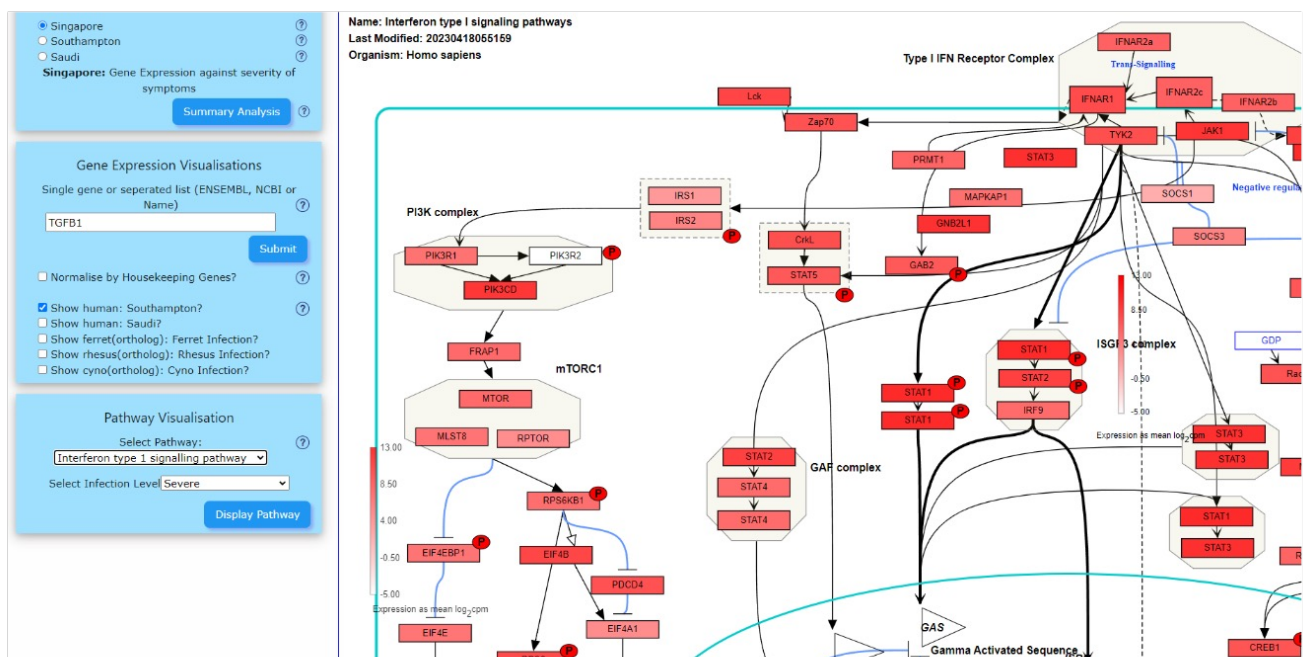 Singapore
Southampton
Saudi
Singapore: Gene Expression against severity of
symptoms
Summary Analysis
Gene Expression Visualisations
Single gene or seperated list (ENSEMBL, NCBI or
Name)
TGFB1
Submit
Normalise by Housekeeping Genes?
Show human: Southampton?
Show human: Saudi?
Show ferret(ortholog): Ferret Infection?
Show rhesus(ortholog): Rhesus Infection?
Show cyno(ortholog): Cyno Infection?
Pathway Visualisation
Select Pathway:
Interferon type 1 signalling pathway
Select Infection Level Severe
Display Pathway
Name: Interferon type I signaling pathways
Last Modified: 20230418055159
Organism: Homo sapiens
Type I IFN Receptor Complex
IFNAR2a
Trans-Signalling
Lck
IFNAR1
IFNAR2c
IFNAR2b
Zap70
TYK2
JAK1
PRMT1
STAT3
IRS1
MAPKAP1
SOCS1
Negative regula
PI3K complex
IRS2
P
GNB2L1
SOCS3
CrkL
PIK3R1
PIK3R2
P
GAB2
P
STAT5
P
PIK3CD
13.00
8.50
-0.50
-5.00
Expression as mean log2cpm
FRAP1
mTORC1
STAT1
P
ISGF3 complex
GDP
STAT2
P
Rac
MTOR
STAT1
P
IRF9
STAT1
P
MLST8
RPTOR
STAT3
STAT3
13.00
8.50
4.00
-0.50
-5.00
Expression as mean log2cpm
STAT2
GAF complex
STAT4
STAT4
RPS6KB1
P
STAT1
STAT3
EIF4EBP1
P
EIF4B
PDCD4
EIF4E
EIF4A1
GAS
Gamma Activated Sequence
CREB1
P